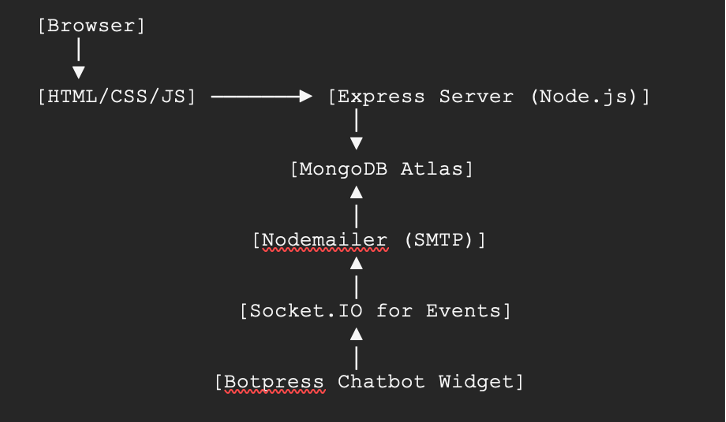 [Browser]
[HTML/CSS/JS] [Express Server (Node.js)]
[MongoDB Atlas]
[Nodemailer (SMTP)]
[Socket.IO for Events]
[Botpress Chatbot Widget]